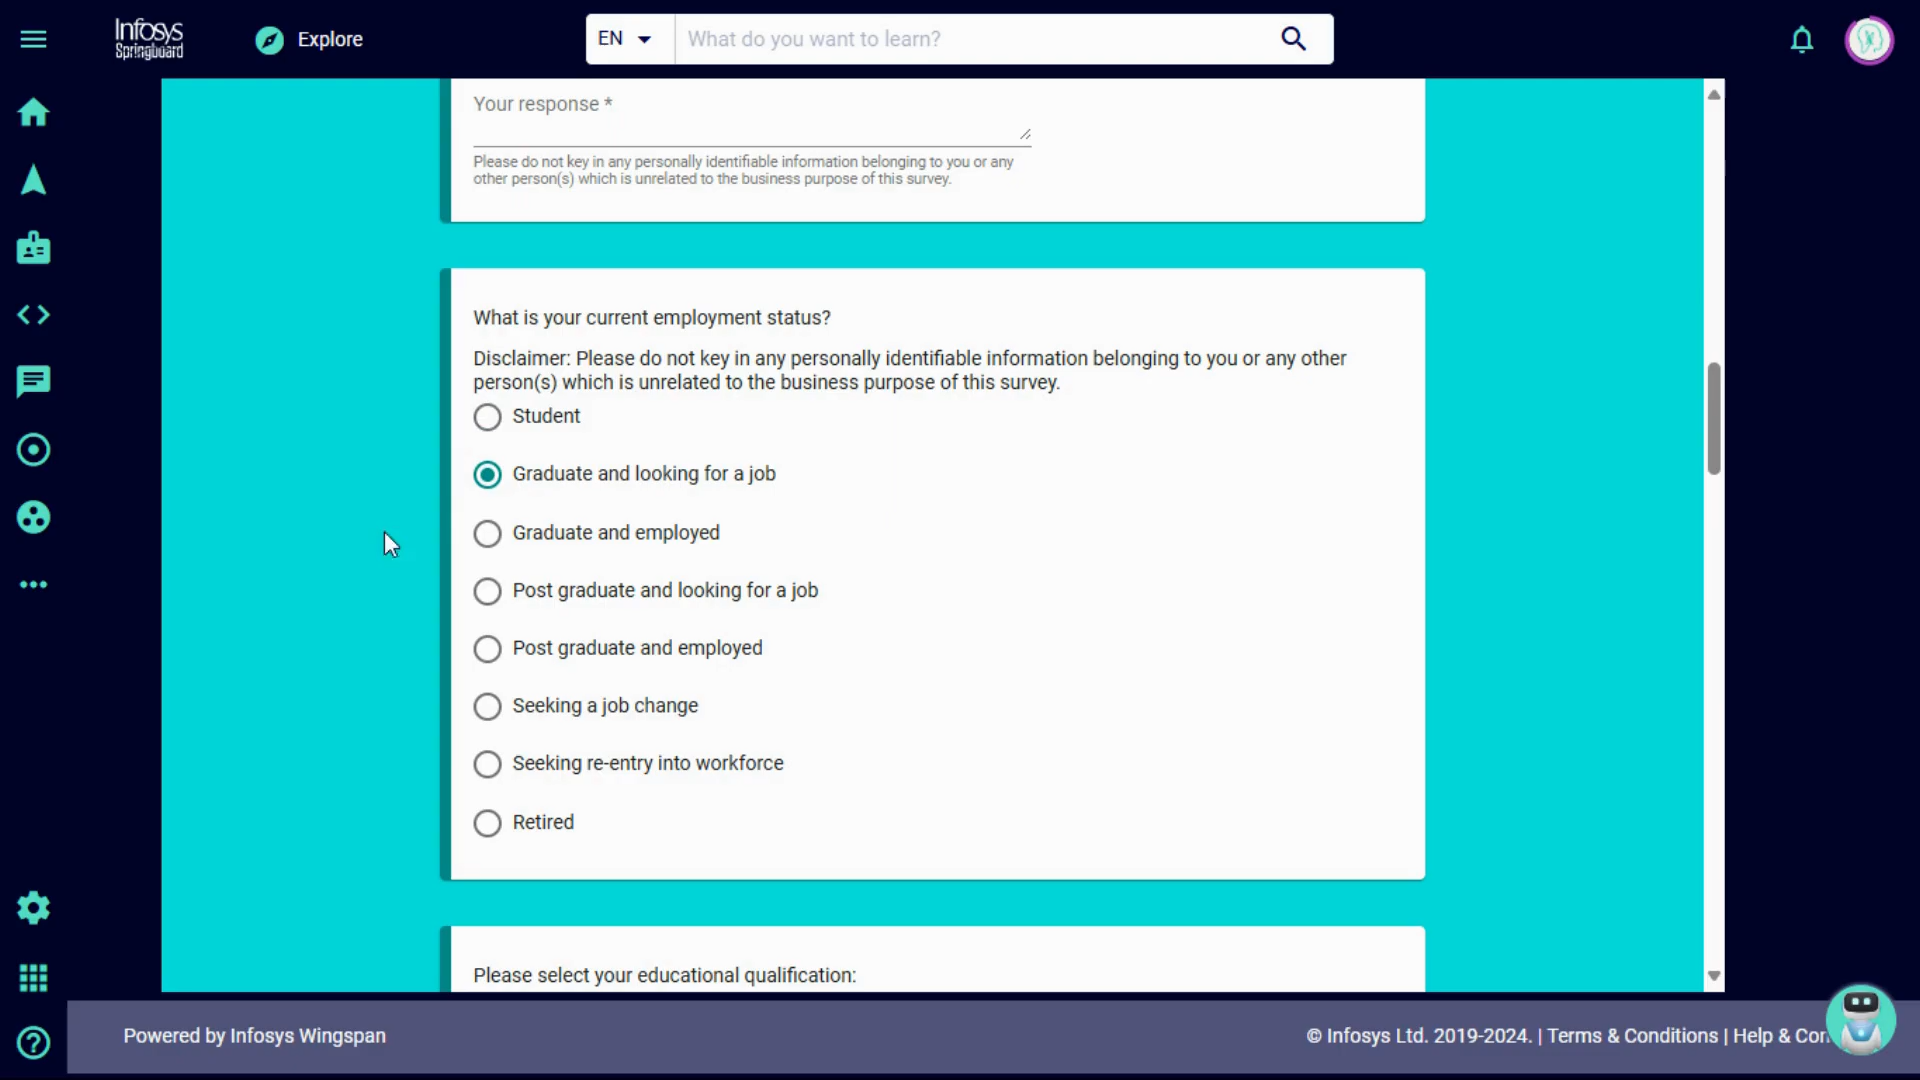 Infosys
Springboard
Explore
EN
What do you want to learn?
Your response *
Please do not key in any personally identifiable information belonging to you or any
other person(s) which is unrelated to the business purpose of this survey.
What is your current employment status?
Disclaimer: Please do not key in any personally identifiable information belonging to you or any other
person(s) which is unrelated to the business purpose of this survey.
Student
Graduate and looking for a job
Graduate and employed
Post graduate and looking for a job
Post graduate and employed
Seeking a job change
Seeking re-entry into workforce
Retired
Please select your educational qualification:
Powered by Infosys Wingspan
© Infosys Ltd. 2019-2024. | Terms & Conditions | Help &